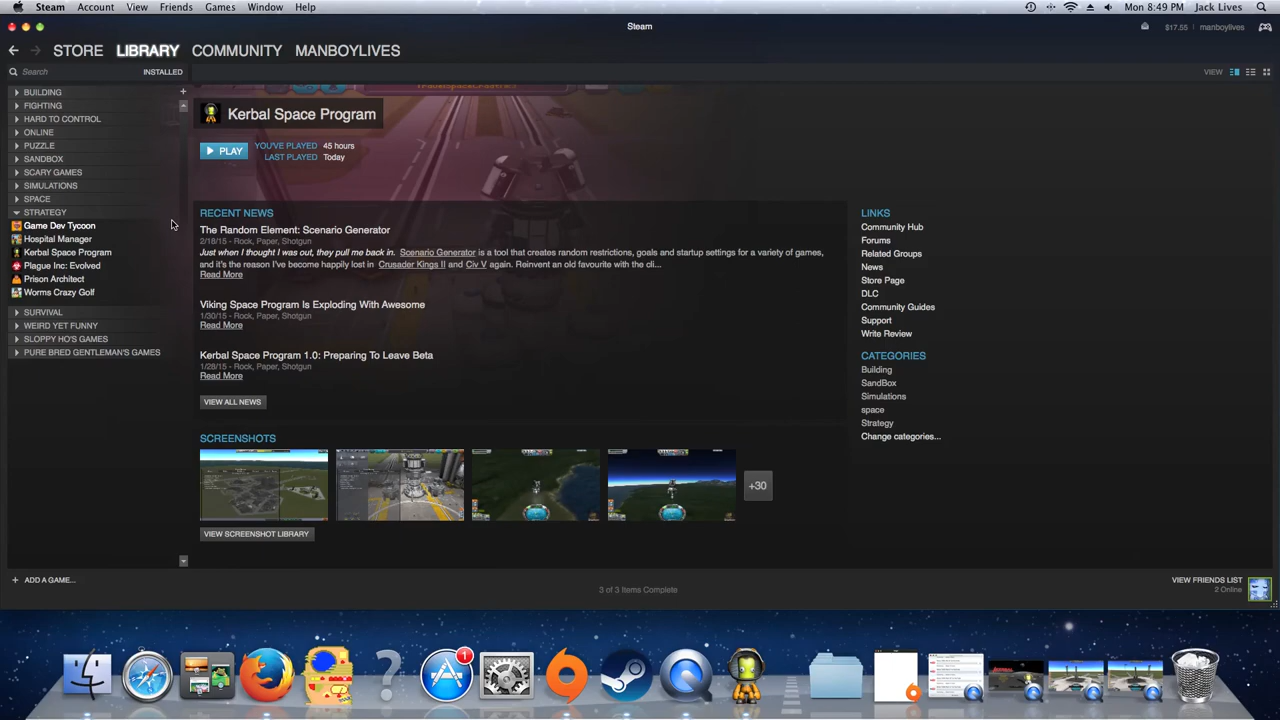 Steam Account View Friends Games Window Help Mon 8:49 PM Jack Lives
Steam
$17.55 manboylives
STORE LIBRARY COMMUNITY MANBOYLIVES
Search INSTALLED VIEW
BUILDING +
FIGHTING
HARD TO CONTROL
ONLINE
PUZZLE
SANDBOX
SCARY GAMES
SIMULATIONS
SPACE
STRATEGY
Game Dev Tycoon
Hospital Manager
Kerbal Space Program
Plague Inc: Evolved
Prison Architect
Worms Crazy Golf
SURVIVAL
WEIRD YET FUNNY
SLOPPY HO'S GAMES
PURE BRED GENTLEMAN'S GAMES
Kerbal Space Program
PLAY
YOU'VE PLAYED 45 hours
LAST PLAYED Today
RECENT NEWS
The Random Element: Scenario Generator
2/18/15 - Rock, Paper, Shotgun
Just when I thought I was out, they pull me back in. Scenario Generator is a tool that creates random restrictions, goals and startup settings for a variety of games,
and it's the reason I've become happily lost in Crusader Kings II and Civ V again. Reinvent an old favourite with the cli...
Read More
Viking Space Program Is Exploding With Awesome
1/30/15 - Rock, Paper, Shotgun
Read More
Kerbal Space Program 1.0: Preparing To Leave Beta
1/28/15 - Rock, Paper, Shotgun
Read More
VIEW ALL NEWS
SCREENSHOTS
+30
VIEW SCREENSHOT LIBRARY
LINKS
Community Hub
Forums
Related Groups
News
Store Page
DLC
Community Guides
Support
Write Review
CATEGORIES
Building
SandBox
Simulations
space
Strategy
Change categories...
+ ADD A GAME...
3 of 3 Items Complete
VIEW FRIENDS LIST
2 Online
1